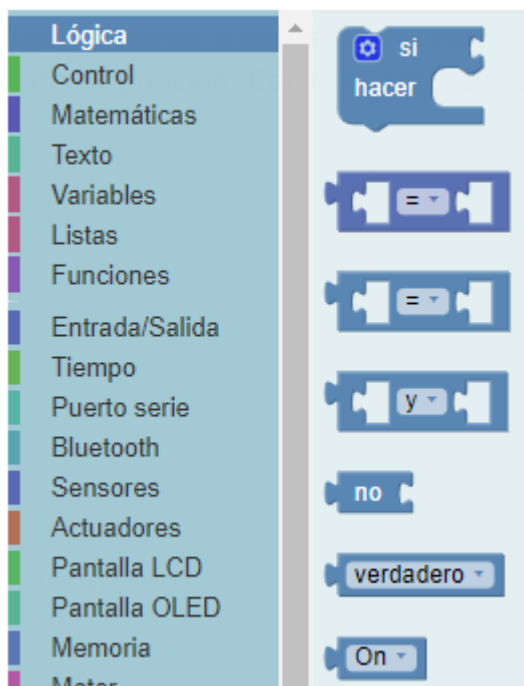 Lógica
Control
Matemáticas
Texto
Variables
Listas
Funciones
Entrada/Salida
Tiempo
Puerto serie
Bluetooth
Sensores
Actuadores
Pantalla LCD
Pantalla OLED
Memoria
Motor
si
hacer
=
=
y
no
verdadero
On